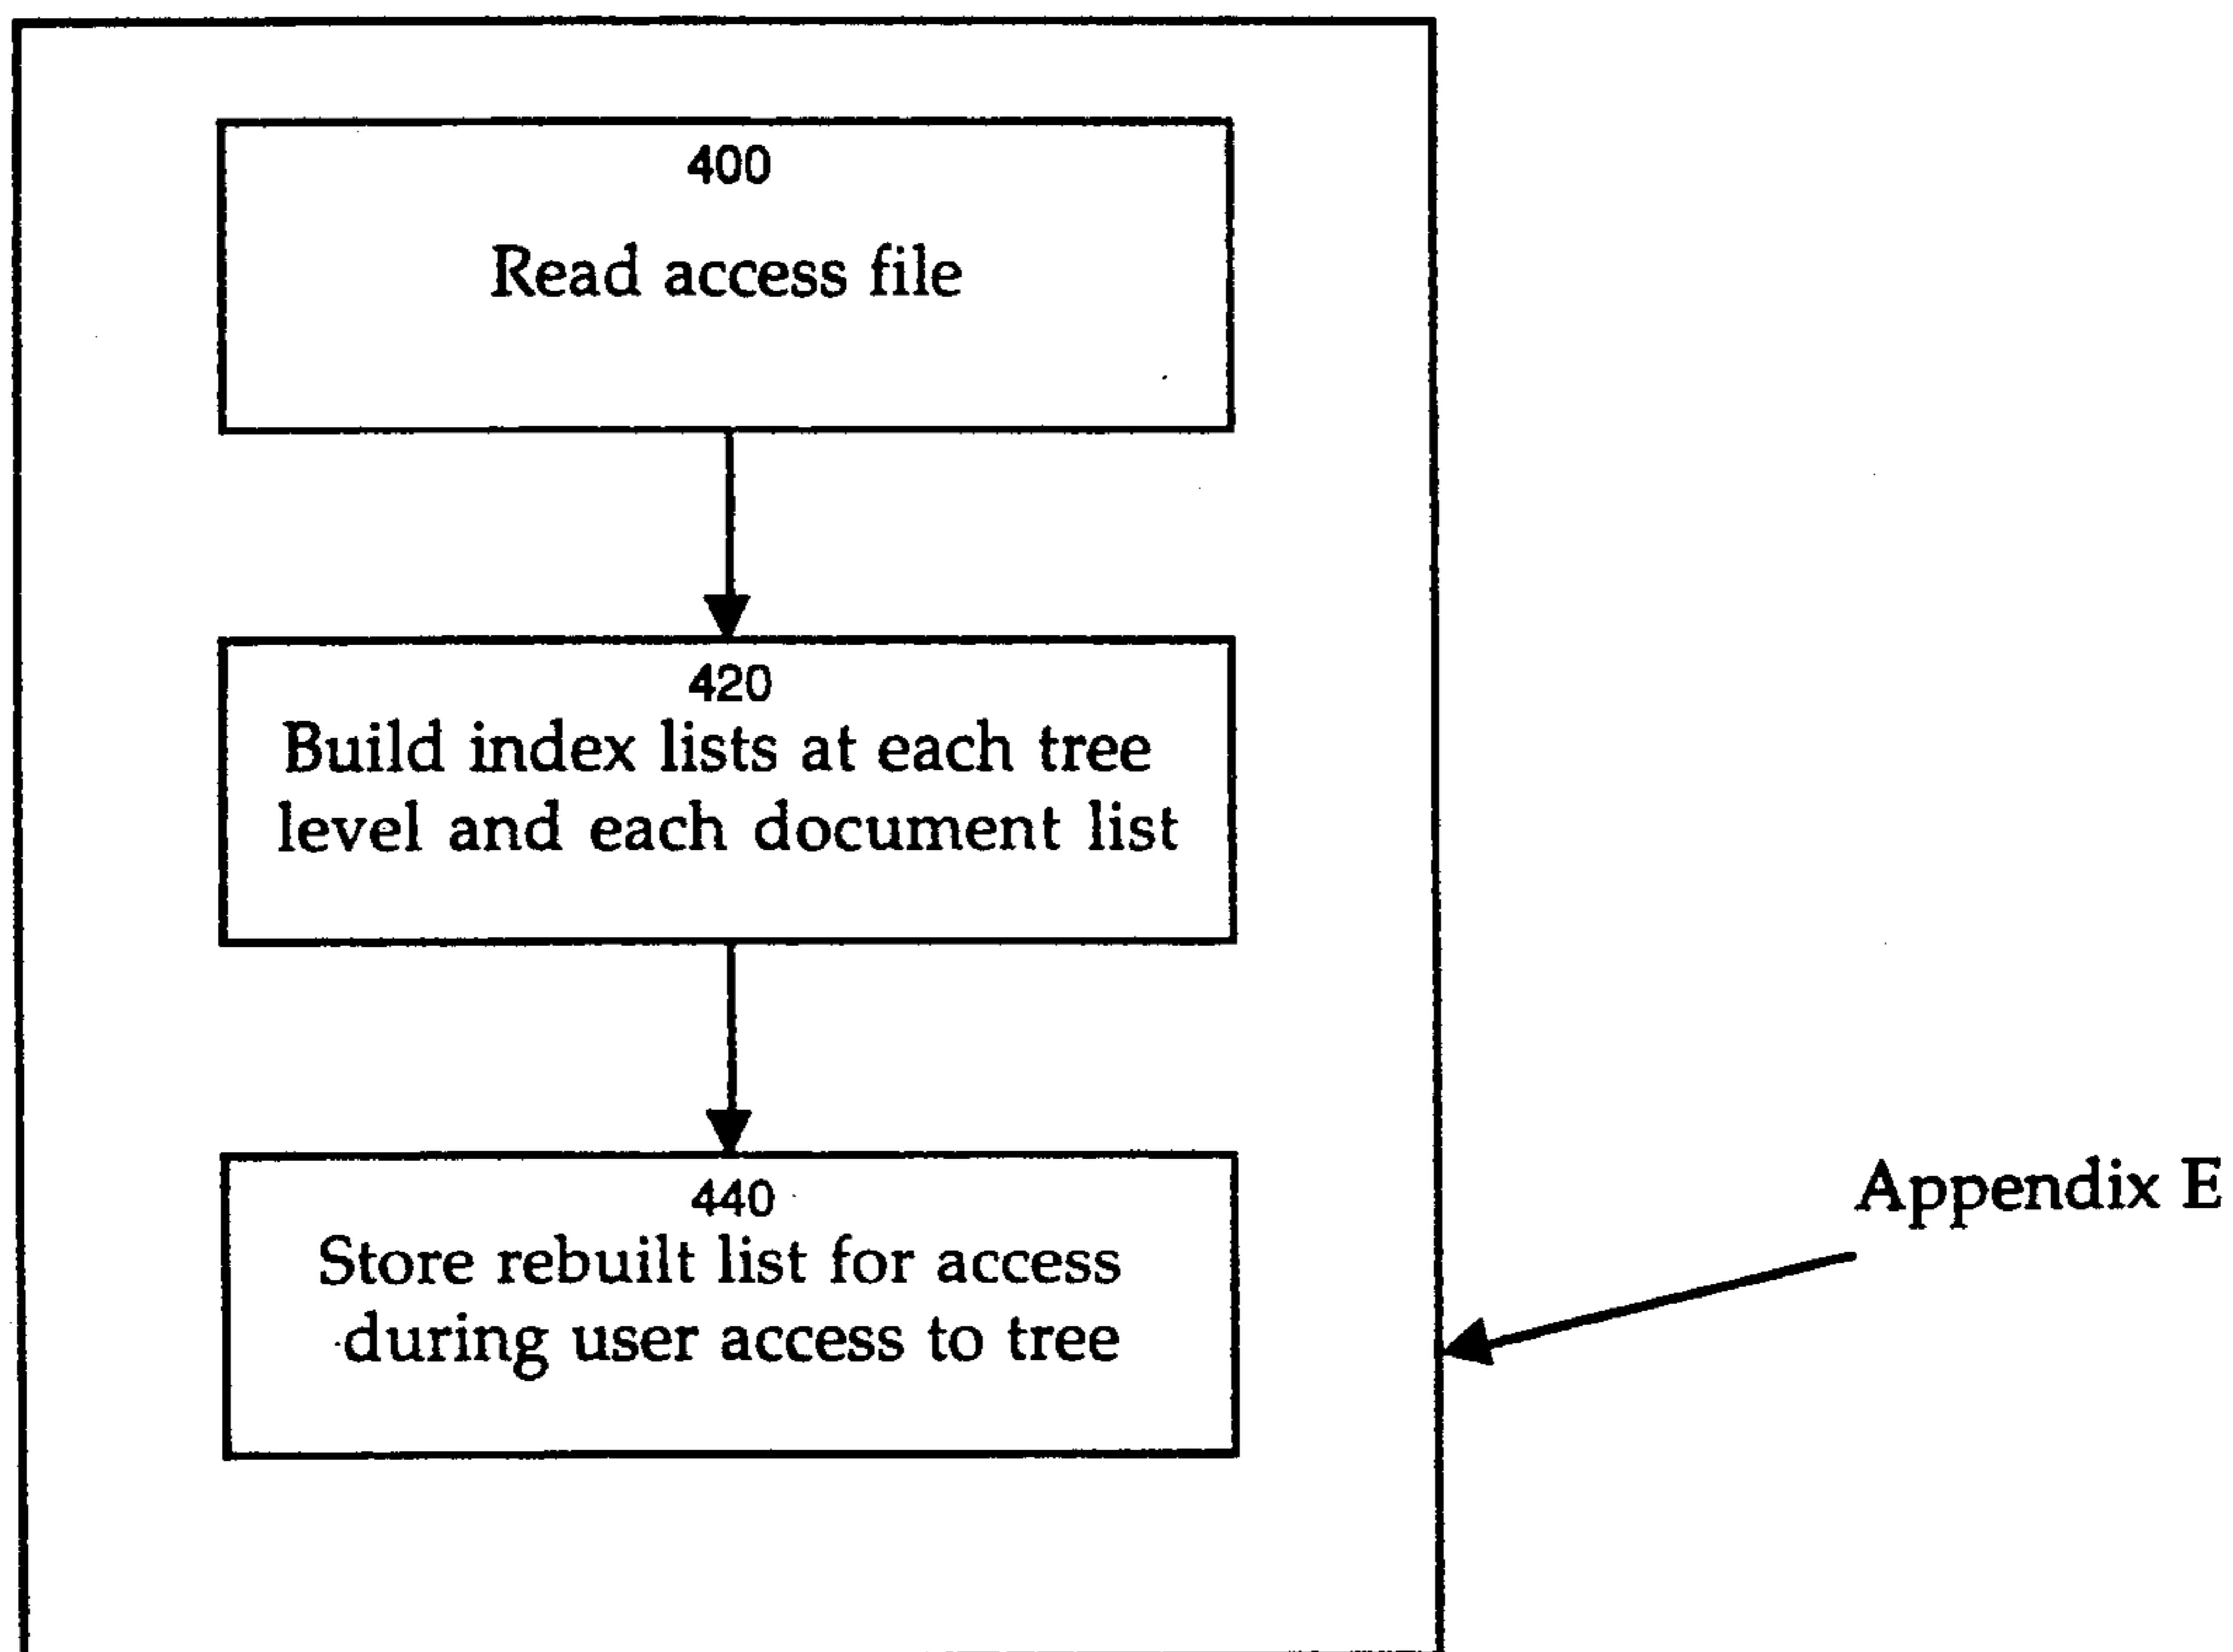 400
Read access file
420
Build index lists at each tree
level and each document list
440
Store rebuilt list for access
during user access to tree
Appendix E